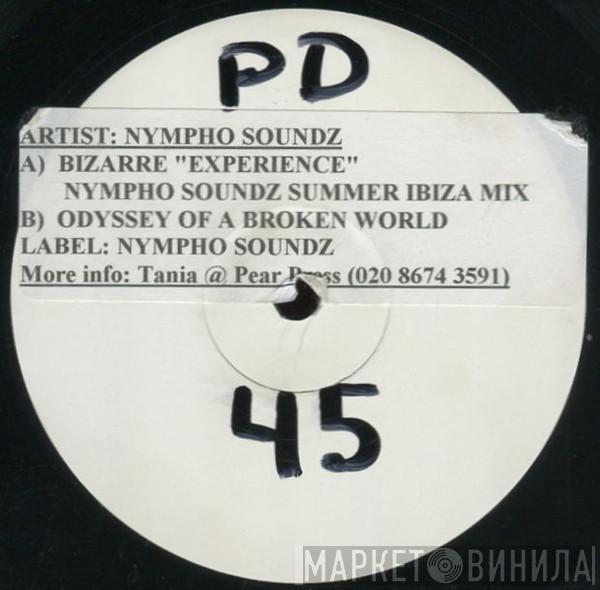 PD
ARTIST: NYMPHO SOUNDZ
A) BIZARRE "EXPERIENCE"
NYMPHO SOUNDZ SUMMER IBIZA MIX
B) ODYSSEY OF A BROKEN WORLD
LABEL: NYMPHO SOUNDZ
More info: Tania @ Pear Press (020 8674 3591)
45
МАРКЕТ ВИНИЛА